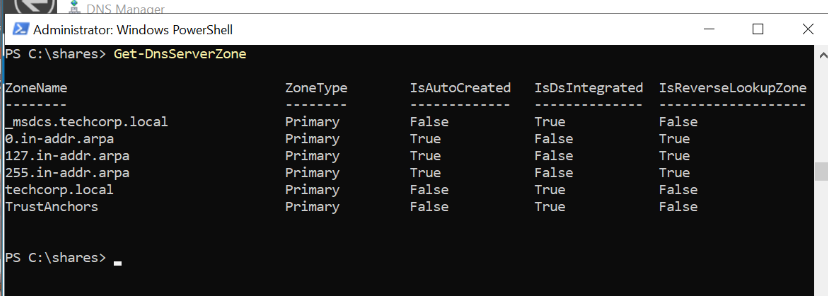 DNS Manager
Administrator: Windows PowerShell
PS C:\shares> Get-DnsServerZone
ZoneName ZoneType IsAutoCreated IsDsIntegrated IsReverseLookupZone
-------- -------- ------------- -------------- -------------------
_msdcs.techcorp.local Primary False True False
0.in-addr.arpa Primary True False True
127.in-addr.arpa Primary True False True
255.in-addr.arpa Primary True False True
techcorp.local Primary False True False
TrustAnchors Primary False True False
PS C:\shares> _